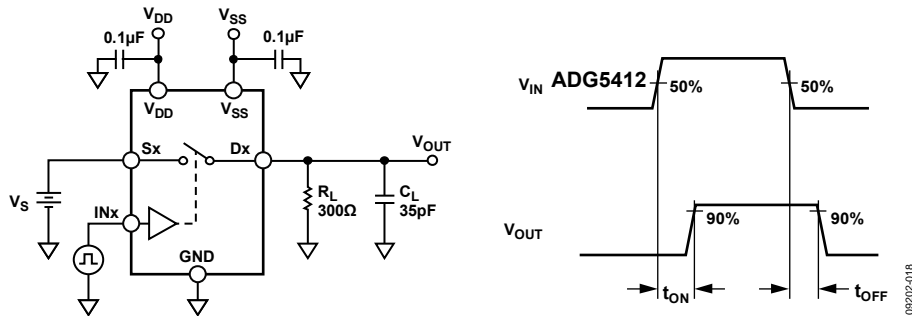 VDD
VSS
0.1µF
0.1µF
VDD
VSS
Sx
Dx
VOUT
VS
INx
RL
300Ω
CL
35pF
GND
VIN ADG5412
50%
50%
VOUT
90%
90%
tON
tOFF
09202-018